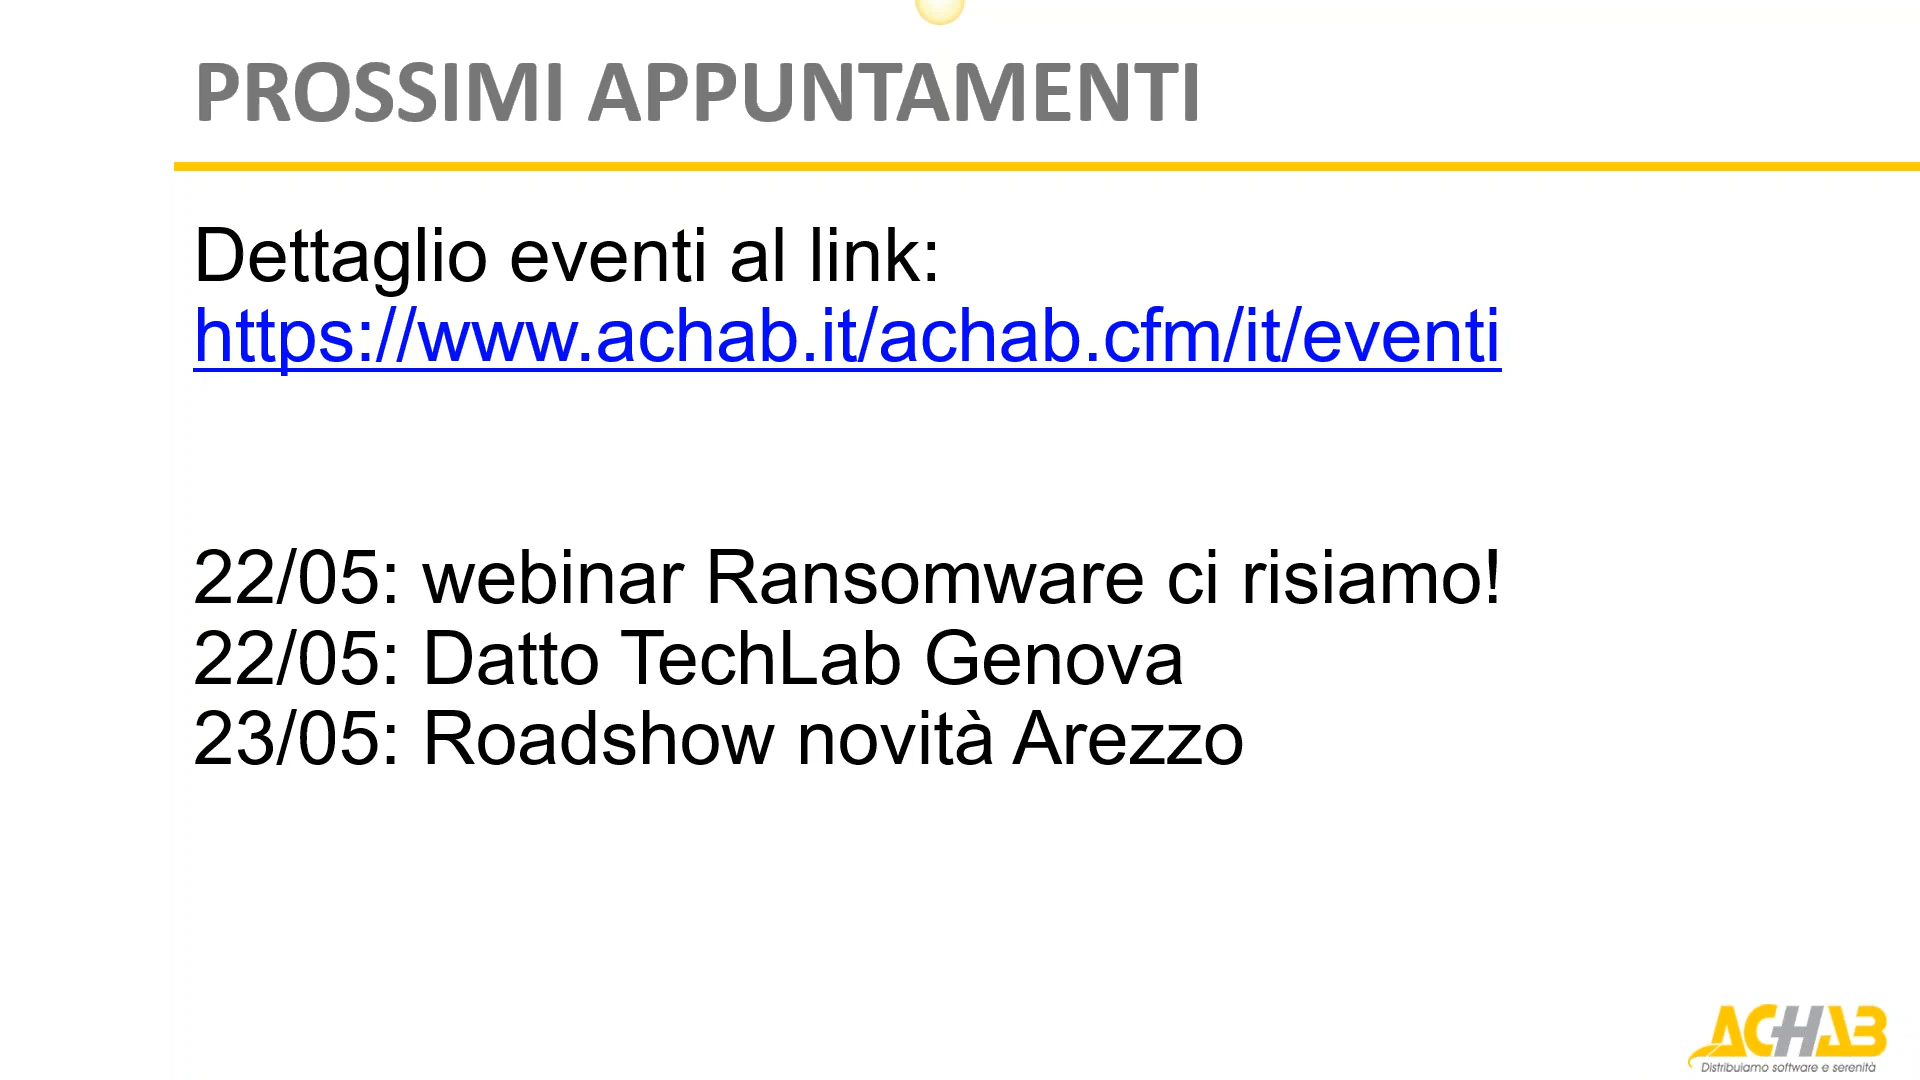 PROSSIMI APPUNTAMENTI
Dettaglio eventi al link:
https://www.achab.it/achab.cfm/it/eventi
22/05: webinar Ransomware ci risiamo!
22/05: Datto TechLab Genova
23/05: Roadshow novità Arezzo
ACHAB
Distribuiamo software e serenità